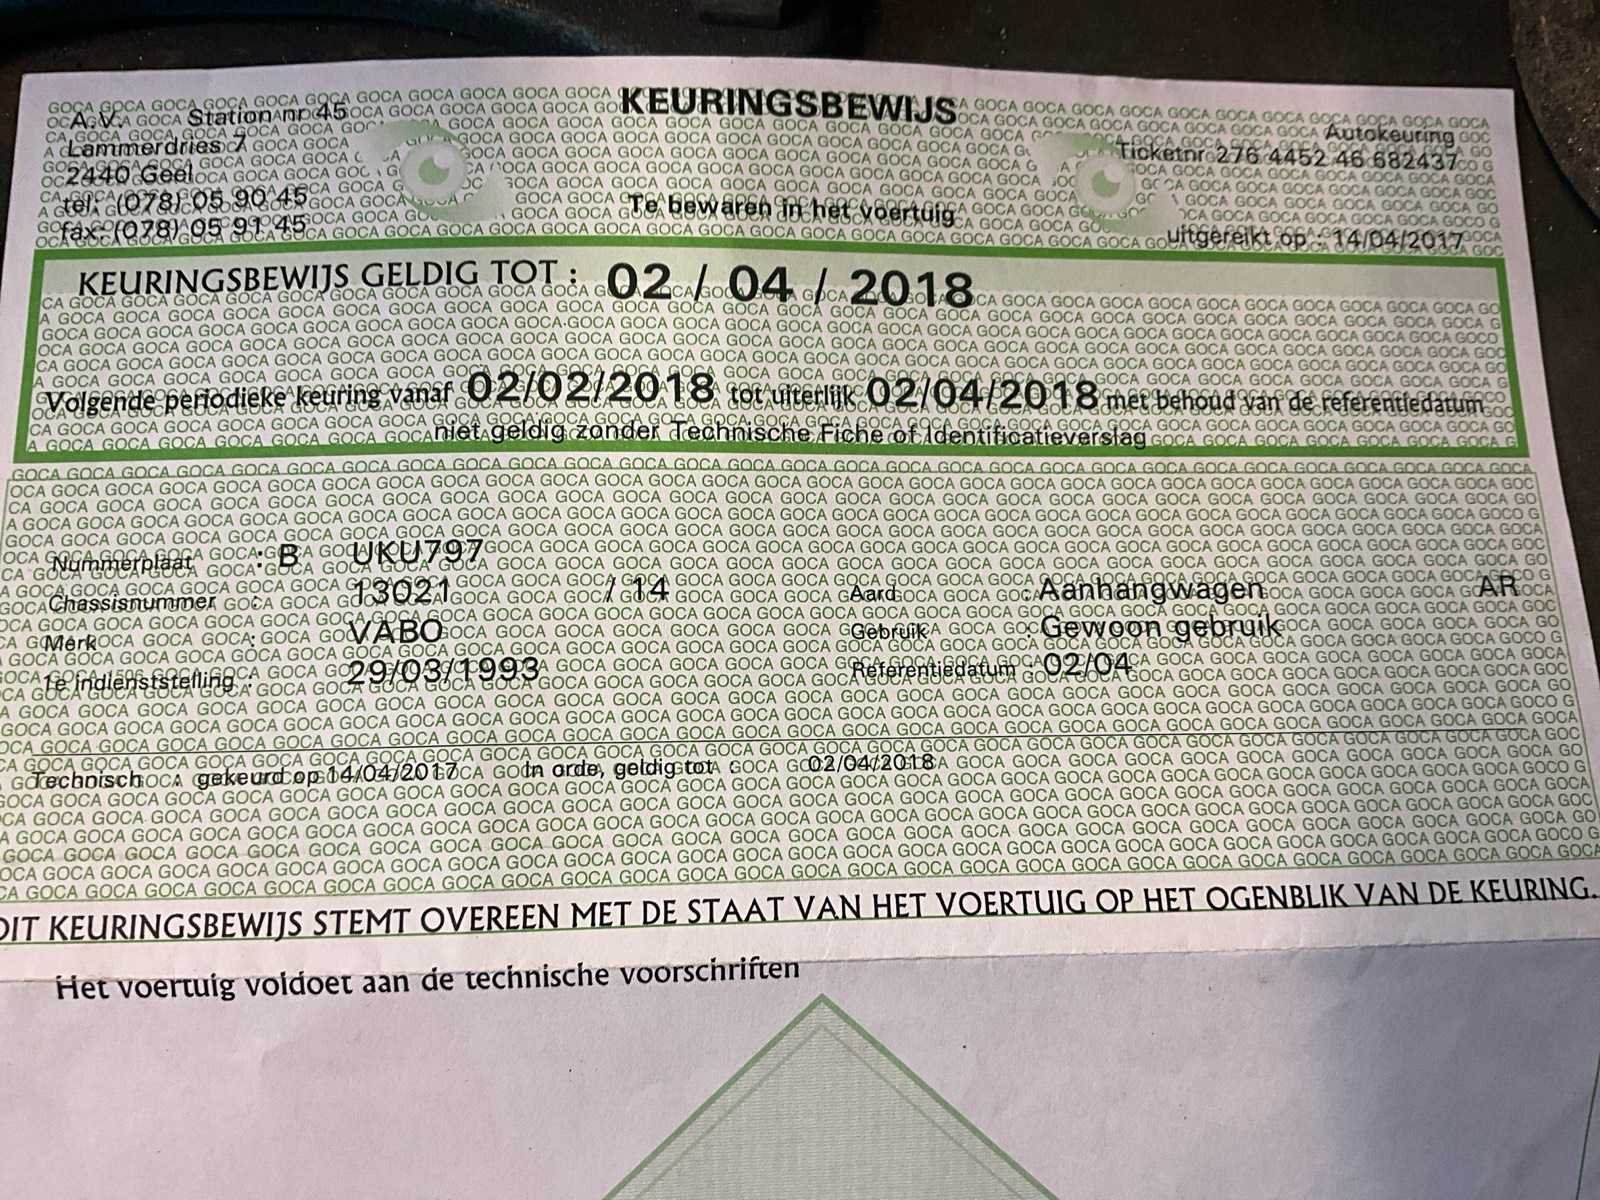 KEURINGSBEWIJS
A.V. Station nr 45
Lammerdries 7
2440 Geel
tel: (078) 05 90 45
fax: (078) 05 91 45
Te bewaren in het voertuig
Autokeuring
Ticketnr 276 4452 46 682437
uitgereikt op : 14/04/2017
KEURINGSBEWIJS GELDIG TOT : 02 / 04 / 2018
Volgende periodieke keuring vanaf 02/02/2018 tot uiterlijk 02/04/2018 met behoud van de referentiedatum
niet geldig zonder Technische Fiche of Identificatieverslag
Nummerplaat : B UKU797
Chassisnummer : 13021 / 14 Aard : Aanhangwagen AR
Merk : VABO Gebruik : Gewoon gebruik
1e indienststelling : 29/03/1993 Referentiedatum : 02/04
Technisch : gekeurd op 14/04/2017 In orde, geldig tot : 02/04/2018
DIT KEURINGSBEWIJS STEMT OVEREEN MET DE STAAT VAN HET VOERTUIG OP HET OGENBLIK VAN DE KEURING.
Het voertuig voldoet aan de technische voorschriften